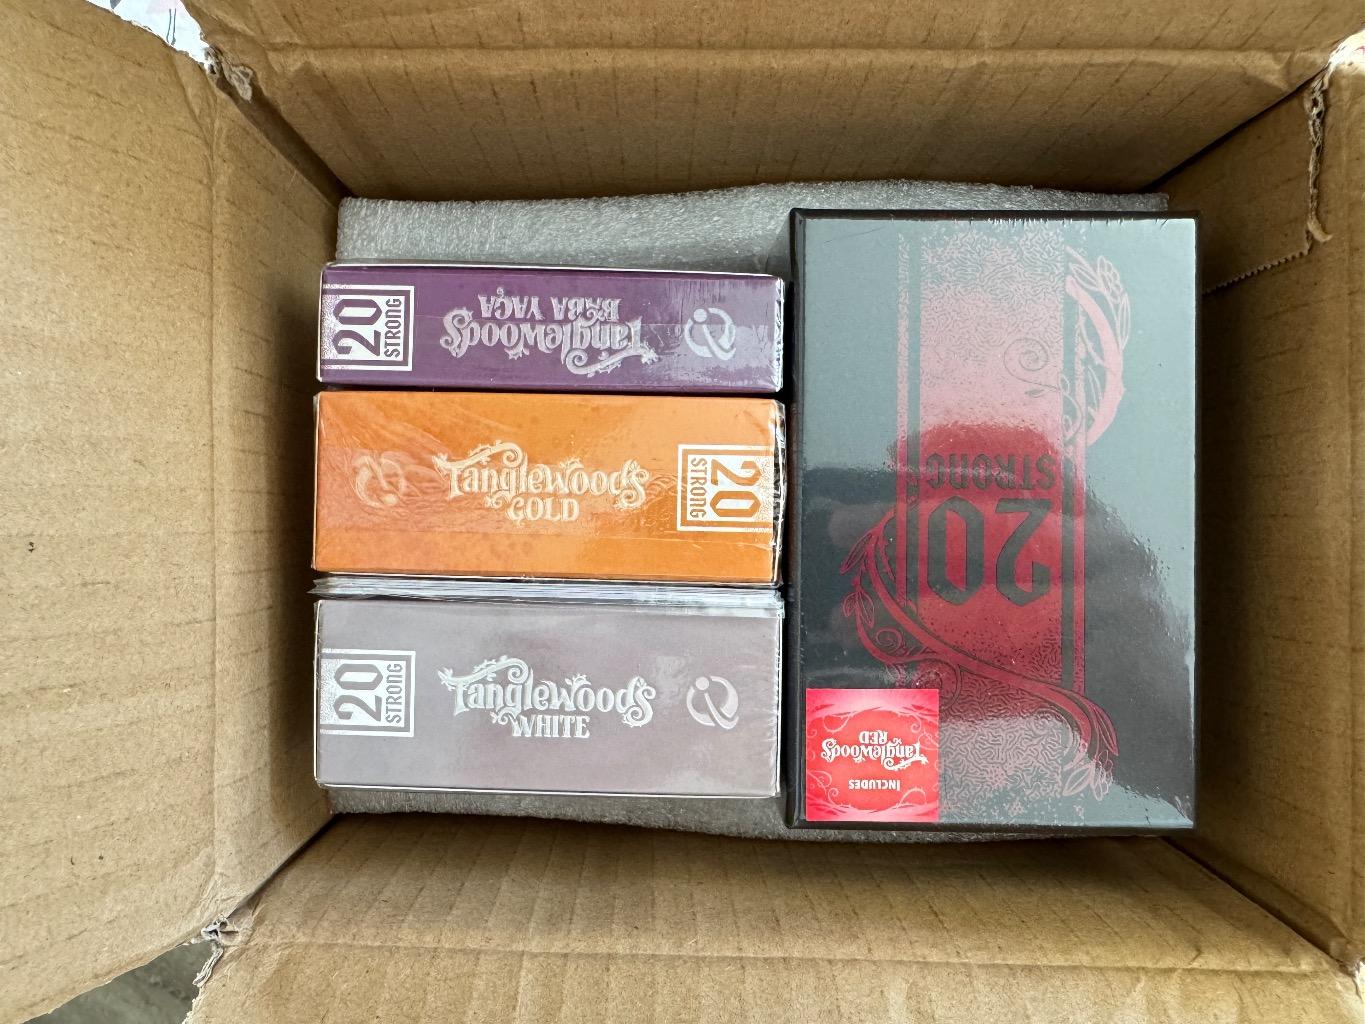 20
STRONG
Tanglewoods
BABA YAGA
Tanglewoods
GOLD
20
STRONG
20
STRONG
Tanglewoods
WHITE
20
STRONG
INCLUDES
Tanglewoods
RED